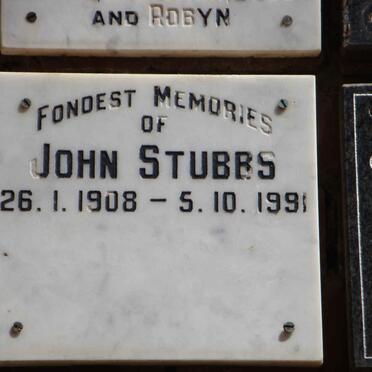 AND ROBYN
FONDEST MEMORIES
OF
JOHN STUBBS
26. 1. 1908 - 5. 10. 1991